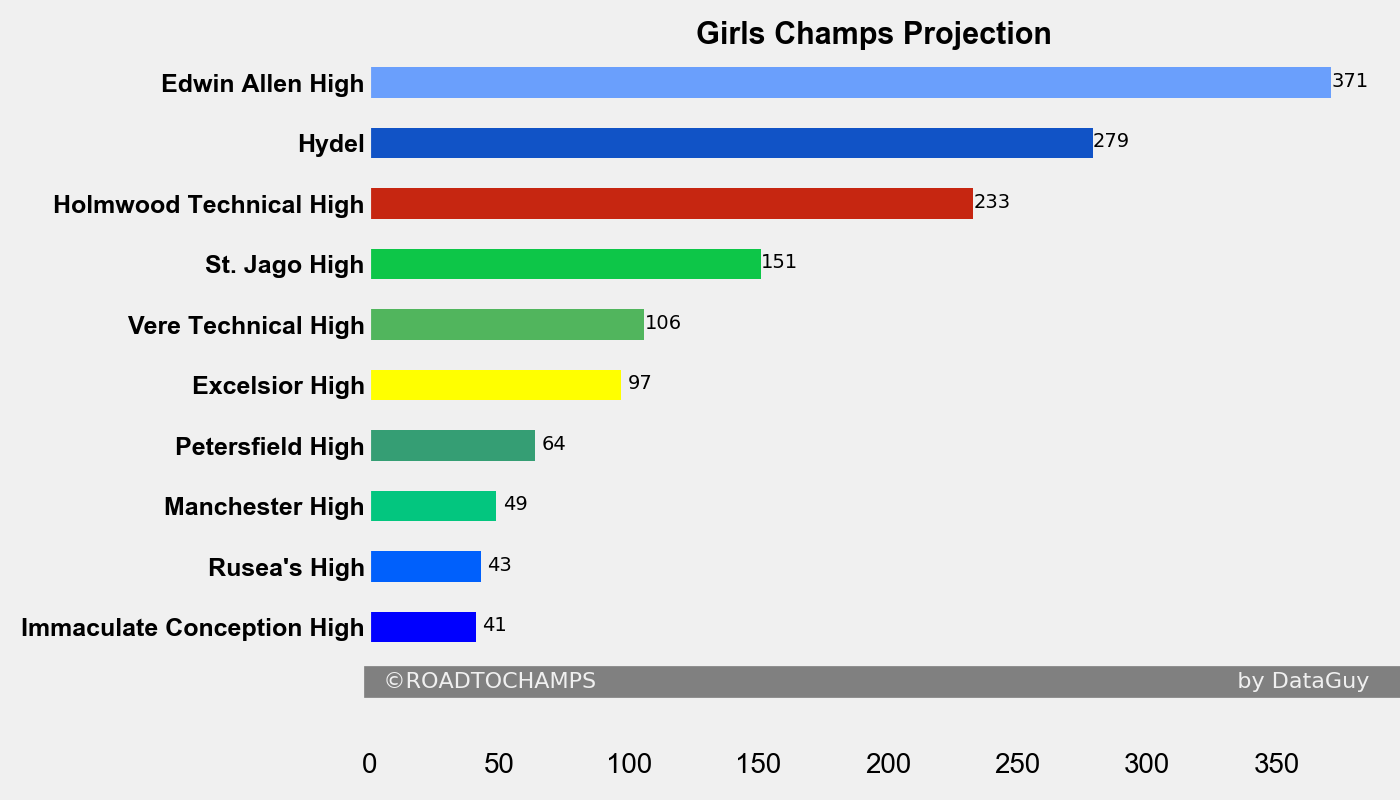 Girls Champs Projection
Edwin Allen High 371
Hydel 279
Holmwood Technical High 233
St. Jago High 151
Vere Technical High 106
Excelsior High 97
Petersfield High 64
Manchester High 49
Rusea's High 43
Immaculate Conception High 41
©ROADTOCHAMPS by DataGuy
0 50 100 150 200 250 300 350